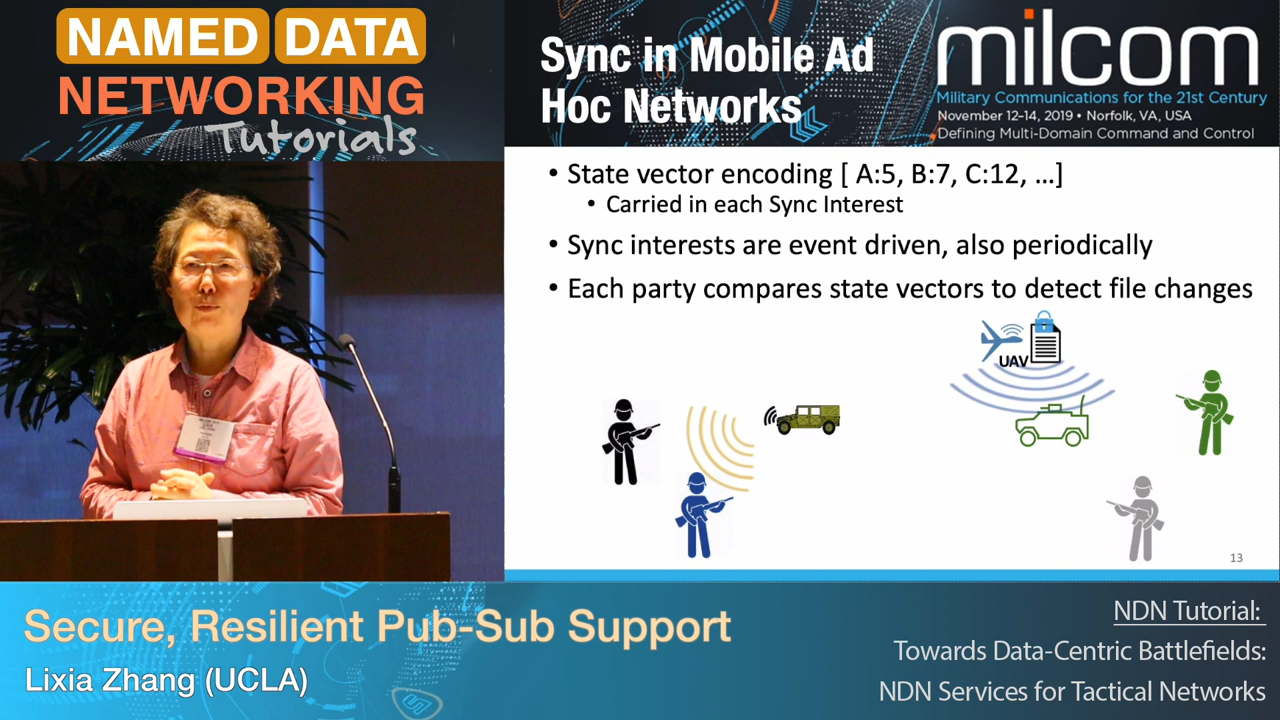 NAMED DATA
NETWORKING
Tutorials
Sync in Mobile Ad
Hoc Networks
milcom
Military Communications for the 21st Century
November 12-14, 2019 • Norfolk, VA, USA
Defining Multi-Domain Command and Control
• State vector encoding [ A:5, B:7, C:12, ...]
• Carried in each Sync Interest
• Sync interests are event driven, also periodically
• Each party compares state vectors to detect file changes
UAV
13
Secure, Resilient Pub-Sub Support
Lixia Zhang (UCLA)
NDN Tutorial:
Towards Data-Centric Battlefields:
NDN Services for Tactical Networks